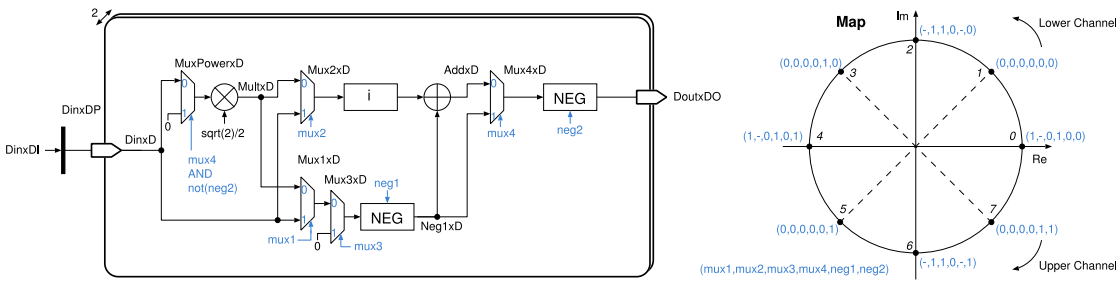 2
MuxPowerxD
0
1
0
MultxD
sqrt(2)/2
mux4
AND
not(neg2)
DinxDI
DinxDP
DinxD
Mux2xD
0
1
mux2
i
AddxD
Mux4xD
0
1
mux4
NEG
neg2
DoutxDO
Mux1xD
0
1
mux1
Mux3xD
0
1
0
mux3
neg1
NEG
Neg1xD
Map
Im
Re
Lower Channel
Upper Channel
(-,1,1,0,-,0)
2
(0,0,0,0,1,0)
3
1
(0,0,0,0,0,0)
(1,-,0,1,0,1)
4
0
(1,-,0,1,0,0)
5
(0,0,0,0,0,1)
7
(0,0,0,0,1,1)
6
(-,1,1,0,-,1)
(mux1,mux2,mux3,mux4,neg1,neg2)